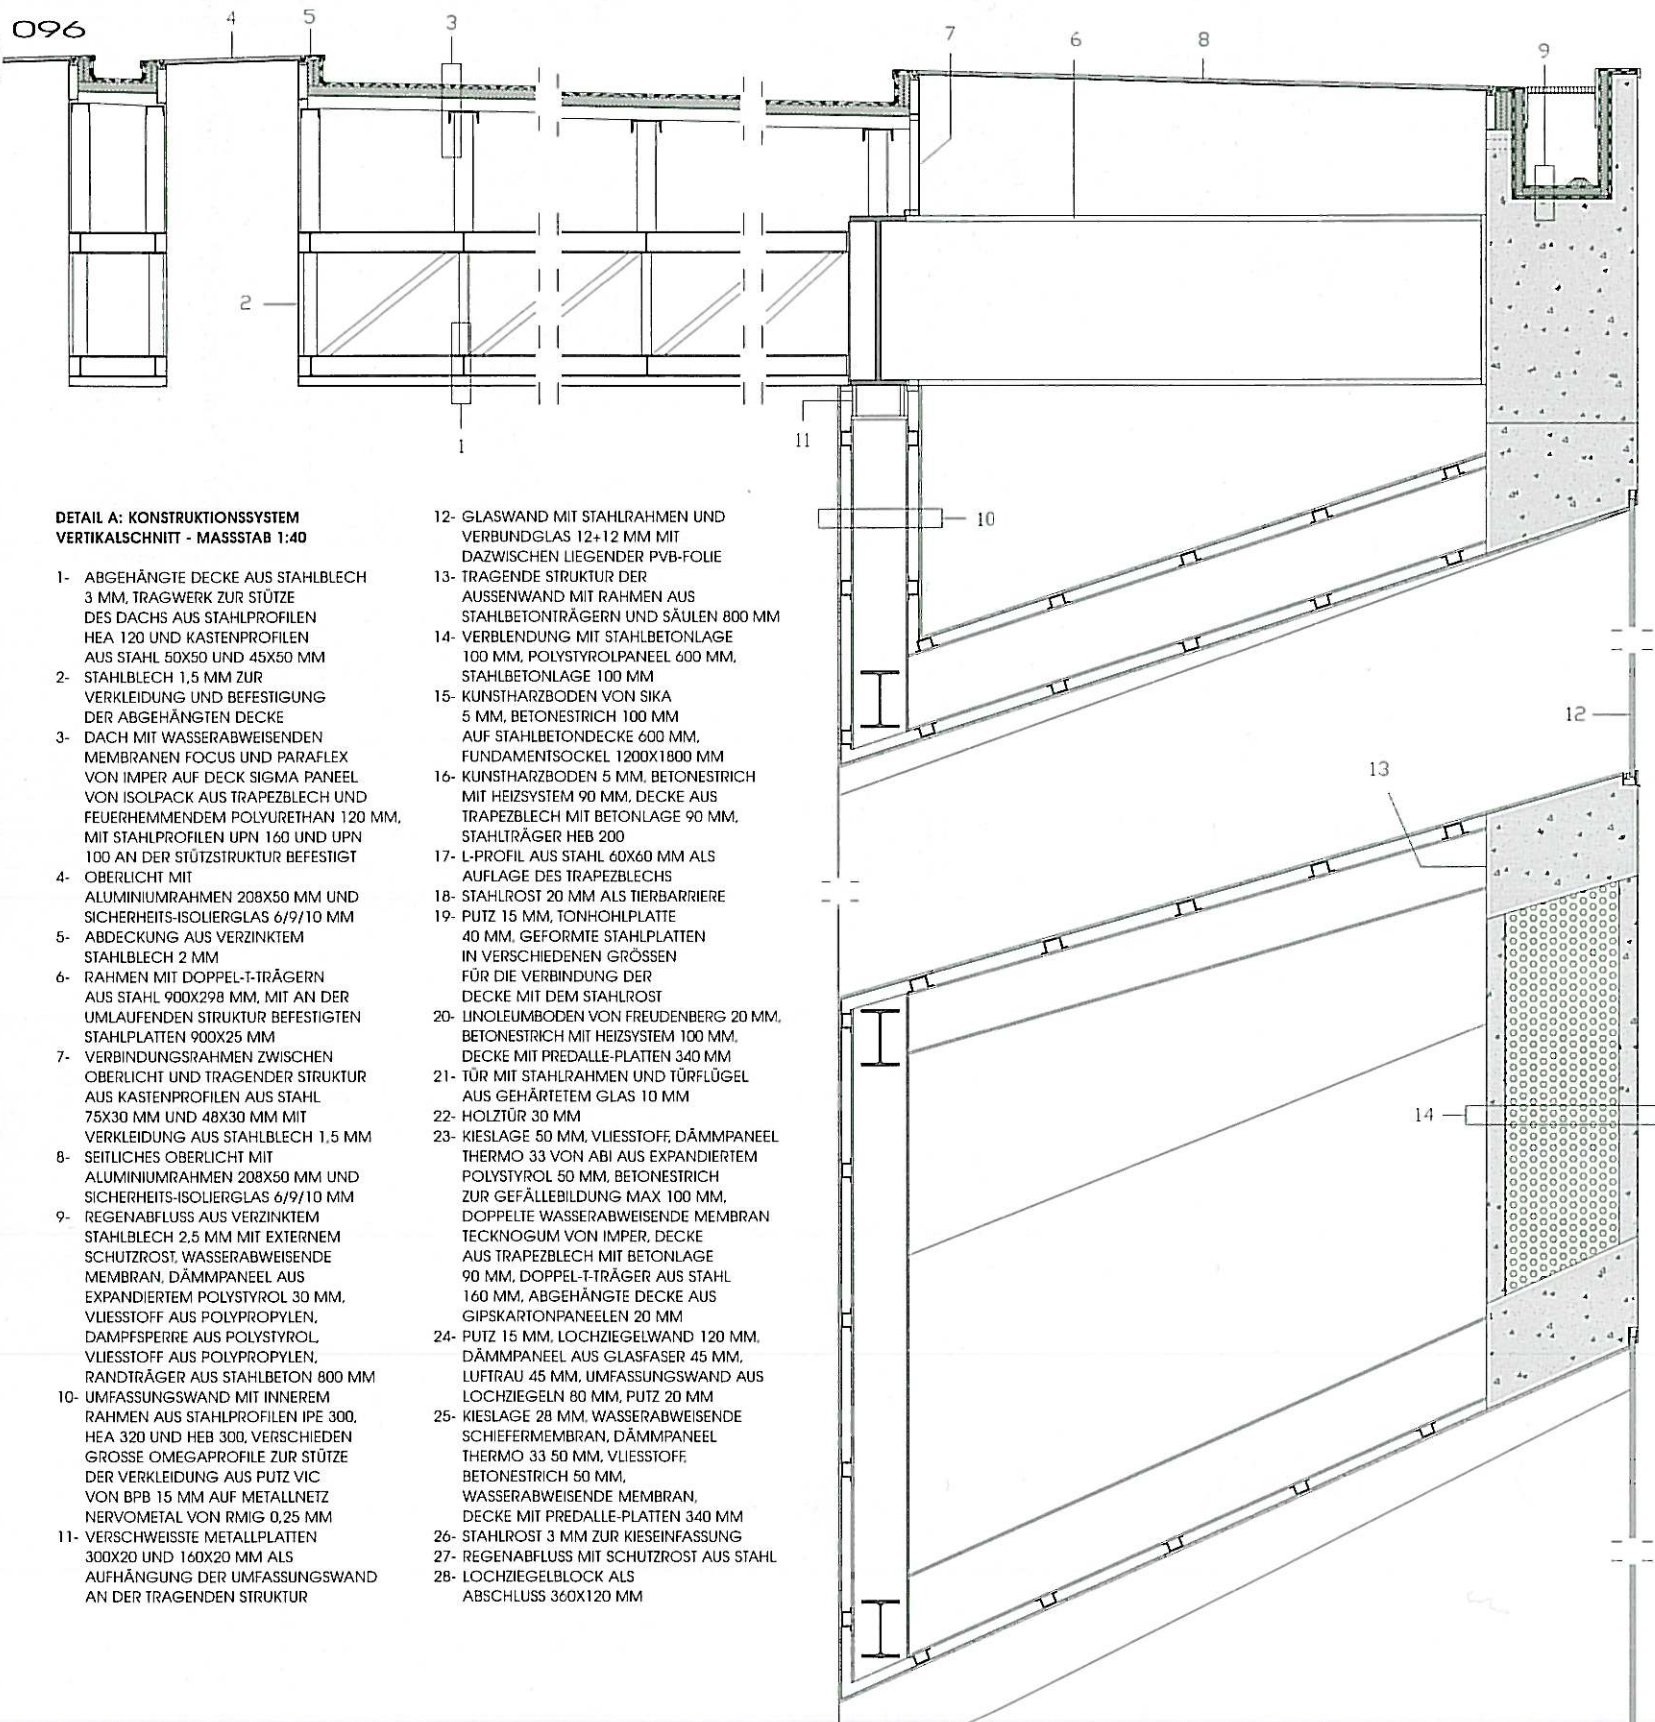 096
4
5
3
7
6
8
9
2
1
11
10
12
13
14
DETAIL A: KONSTRUKTIONSSYSTEM
VERTIKALSCHNITT - MASSSTAB 1:40
1- ABGEHÄNGTE DECKE AUS STAHLBLECH
3 MM, TRAGWERK ZUR STÜTZE
DES DACHS AUS STAHLPROFILEN
HEA 120 UND KASTENPROFILEN
AUS STAHL 50X50 UND 45X50 MM
2- STAHLBLECH 1,5 MM ZUR
VERKLEIDUNG UND BEFESTIGUNG
DER ABGEHÄNGTEN DECKE
3- DACH MIT WASSERABWEISENDEN
MEMBRANEN FOCUS UND PARAFLEX
VON IMPER AUF DECK SIGMA PANEEL
VON ISOLPACK AUS TRAPEZBLECH UND
FEUERHEMMENDEM POLYURETHAN 120 MM,
MIT STAHLPROFILEN UPN 160 UND UPN
100 AN DER STÜTZSTRUKTUR BEFESTIGT
4- OBERLICHT MIT
ALUMINIUMRAHMEN 208X50 MM UND
SICHERHEITS-ISOLIERGLAS 6/9/10 MM
5- ABDECKUNG AUS VERZINKTEM
STAHLBLECH 2 MM
6- RAHMEN MIT DOPPEL-T-TRÄGERN
AUS STAHL 900X298 MM, MIT AN DER
UMLAUFENDEN STRUKTUR BEFESTIGTEN
STAHLPLATTEN 900X25 MM
7- VERBINDUNGSRAHMEN ZWISCHEN
OBERLICHT UND TRAGENDER STRUKTUR
AUS KASTENPROFILEN AUS STAHL
75X30 MM UND 48X30 MM MIT
VERKLEIDUNG AUS STAHLBLECH 1,5 MM
8- SEITLICHES OBERLICHT MIT
ALUMINIUMRAHMEN 208X50 MM UND
SICHERHEITS-ISOLIERGLAS 6/9/10 MM
9- REGENABFLUSS AUS VERZINKTEM
STAHLBLECH 2,5 MM MIT EXTERNEM
SCHUTZROST, WASSERABWEISENDE
MEMBRAN, DÄMMPANEEL AUS
EXPANDIERTEM POLYSTYROL 30 MM,
VLIESSTOFF AUS POLYPROPYLEN,
DAMPFSPERRE AUS POLYSTYROL,
VLIESSTOFF AUS POLYPROPYLEN,
RANDTRÄGER AUS STAHLBETON 800 MM
10- UMFASSUNGSWAND MIT INNEREM
RAHMEN AUS STAHLPROFILEN IPE 300,
HEA 320 UND HEB 300, VERSCHIEDEN
GROSSE OMEGAPROFILE ZUR STÜTZE
DER VERKLEIDUNG AUS PUTZ VIC
VON BPB 15 MM AUF METALLNETZ
NERVOMETAL VON RMIG 0,25 MM
11- VERSCHWEISSTE METALLPLATTEN
300X20 UND 160X20 MM ALS
AUFHÄNGUNG DER UMFASSUNGSWAND
AN DER TRAGENDEN STRUKTUR
12- GLASWAND MIT STAHLRAHMEN UND
VERBUNDGLAS 12+12 MM MIT
DAZWISCHEN LIEGENDER PVB-FOLIE
13- TRAGENDE STRUKTUR DER
AUSSENWAND MIT RAHMEN AUS
STAHLBETONTRÄGERN UND SÄULEN 800 MM
14- VERBLENDUNG MIT STAHLBETONLAGE
100 MM, POLYSTYROLPANEEL 600 MM,
STAHLBETONLAGE 100 MM
15- KUNSTHARZBODEN VON SIKA
5 MM, BETONESTRICH 100 MM
AUF STAHLBETONDECKE 600 MM,
FUNDAMENTSOCKEL 1200X1800 MM
16- KUNSTHARZBODEN 5 MM, BETONESTRICH
MIT HEIZSYSTEM 90 MM, DECKE AUS
TRAPEZBLECH MIT BETONLAGE 90 MM,
STAHLTRÄGER HEB 200
17- L-PROFIL AUS STAHL 60X60 MM ALS
AUFLAGE DES TRAPEZBLECHS
18- STAHLROST 20 MM ALS TIERBARRIERE
19- PUTZ 15 MM, TONHOHLPLATTE
40 MM, GEFORMTE STAHLPLATTEN
IN VERSCHIEDENEN GRÖSSEN
FÜR DIE VERBINDUNG DER
DECKE MIT DEM STAHLROST
20- LINOLEUMBODEN VON FREUDENBERG 20 MM,
BETONESTRICH MIT HEIZSYSTEM 100 MM,
DECKE MIT PREDALLE-PLATTEN 340 MM
21- TÜR MIT STAHLRAHMEN UND TÜRFLÜGEL
AUS GEHÄRTETEM GLAS 10 MM
22- HOLZTÜR 30 MM
23- KIESLAGE 50 MM, VLIESSTOFF, DÄMMPANEEL
THERMO 33 VON ABI AUS EXPANDIERTEM
POLYSTYROL 50 MM, BETONESTRICH
ZUR GEFÄLLEBILDUNG MAX 100 MM,
DOPPELTE WASSERABWEISENDE MEMBRAN
TECKNOGUM VON IMPER, DECKE
AUS TRAPEZBLECH MIT BETONLAGE
90 MM, DOPPEL-T-TRÄGER AUS STAHL
160 MM, ABGEHÄNGTE DECKE AUS
GIPSKARTONPANEELEN 20 MM
24- PUTZ 15 MM, LOCHZIEGELWAND 120 MM,
DÄMMPANEEL AUS GLASFASER 45 MM,
LUFTRAU 45 MM, UMFASSUNGSWAND AUS
LOCHZIEGELN 80 MM, PUTZ 20 MM
25- KIESLAGE 28 MM, WASSERABWEISENDE
SCHIEFERMEMBRAN, DÄMMPANEEL
THERMO 33 50 MM, VLIESSTOFF,
BETONESTRICH 50 MM,
WASSERABWEISENDE MEMBRAN,
DECKE MIT PREDALLE-PLATTEN 340 MM
26- STAHLROST 3 MM ZUR KIESEINFASSUNG
27- REGENABFLUSS MIT SCHUTZROST AUS STAHL
28- LOCHZIEGELBLOCK ALS
ABSCHLUSS 360X120 MM